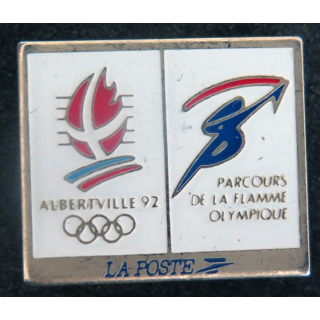 ALBERTVILLE 92
PARCOURS
DE LA FLAMME
OLYMPIQUE
LA POSTE